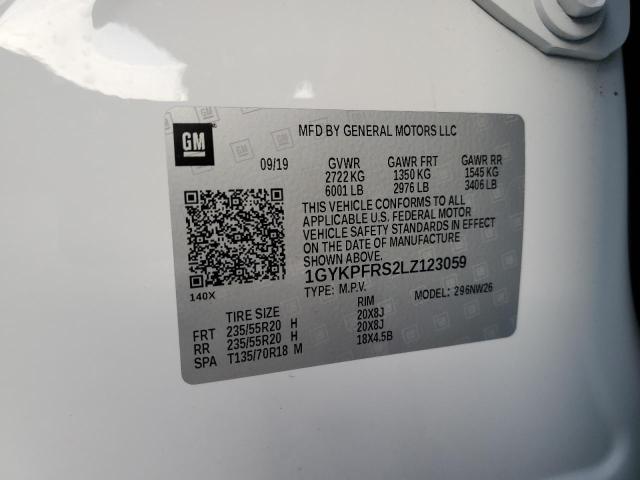 GM
MFD BY GENERAL MOTORS LLC
09/19 GVWR GAWR FRT GAWR RR
2722 KG 1350 KG 1545 KG
6001 LB 2976 LB 3406 LB
THIS VEHICLE CONFORMS TO ALL
APPLICABLE U.S. FEDERAL MOTOR
VEHICLE SAFETY STANDARDS IN EFFECT
ON THE DATE OF MANUFACTURE
SHOWN ABOVE.
1GYKPFRS2LZ123059
140X
TYPE: M.P.V. MODEL: 296NW26
TIRE SIZE RIM
FRT 235/55R20 H 20X8J
RR 235/55R20 H 20X8J
SPA T135/70R18 M 18X4.5B